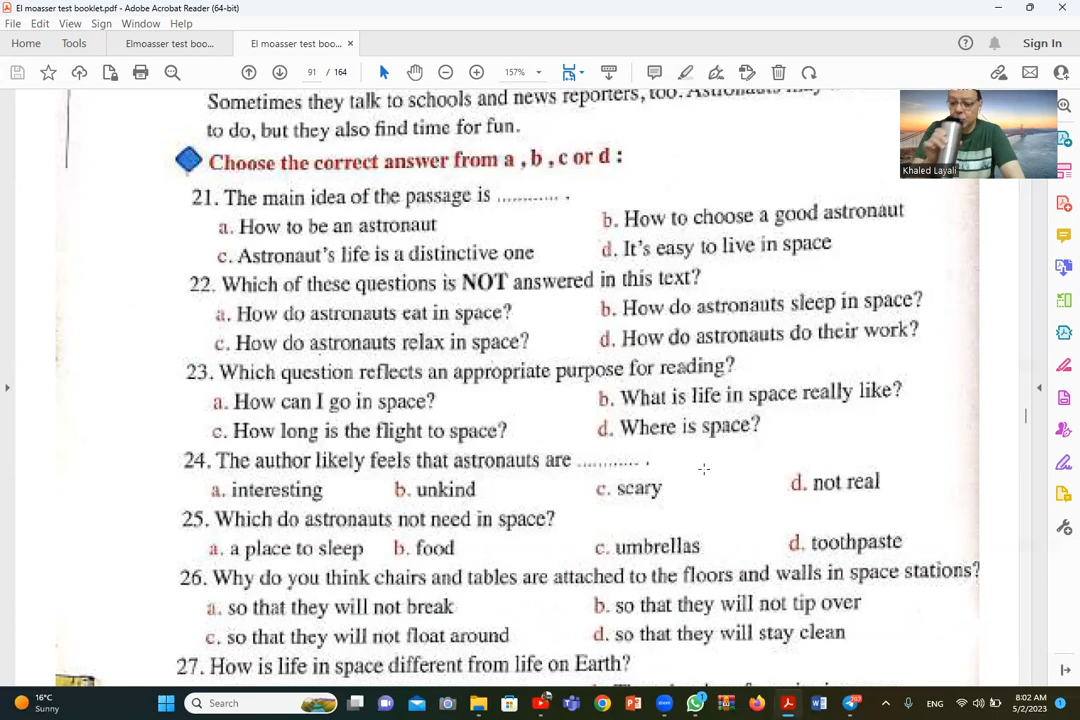 El moasser test booklet.pdf - Adobe Acrobat Reader (64-bit)
File Edit View Sign Window Help
Home Tools Elmoasser test boo... El moasser test boo... × Sign In
91 / 164 157%
Sometimes they talk to schools and news reporters, too. Astronauts may
to do, but they also find time for fun.
Choose the correct answer from a , b , c or d :
21. The main idea of the passage is ............ .
a. How to be an astronaut b. How to choose a good astronaut
c. Astronaut's life is a distinctive one d. It's easy to live in space
22. Which of these questions is NOT answered in this text?
a. How do astronauts eat in space? b. How do astronauts sleep in space?
c. How do astronauts relax in space? d. How do astronauts do their work?
23. Which question reflects an appropriate purpose for reading?
a. How can I go in space? b. What is life in space really like?
c. How long is the flight to space? d. Where is space?
24. The author likely feels that astronauts are ............ .
a. interesting b. unkind c. scary d. not real
25. Which do astronauts not need in space?
a. a place to sleep b. food c. umbrellas d. toothpaste
26. Why do you think chairs and tables are attached to the floors and walls in space stations?
a. so that they will not break b. so that they will not tip over
c. so that they will not float around d. so that they will stay clean
27. How is life in space different from life on Earth?
Khaled Layali
16°C
Sunny
Search
ENG
8:02 AM
5/2/2023